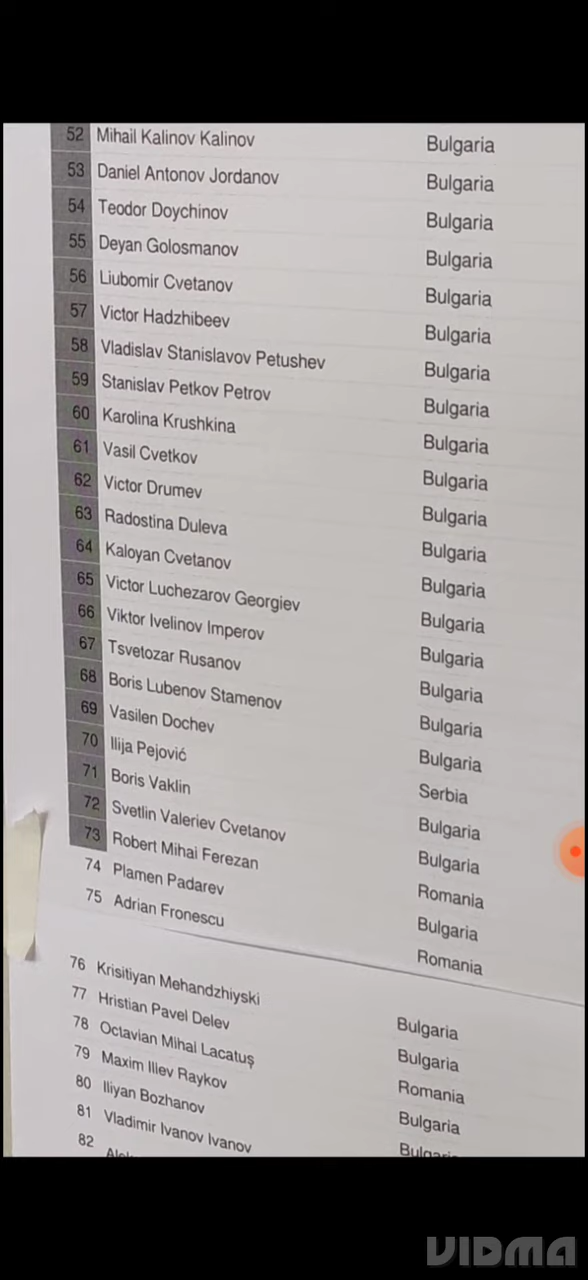 52 Mihail Kalinov Kalinov Bulgaria
53 Daniel Antonov Jordanov Bulgaria
54 Teodor Doychinov Bulgaria
55 Deyan Golosmanov Bulgaria
56 Liubomir Cvetanov Bulgaria
57 Victor Hadzhibeev Bulgaria
58 Vladislav Stanislavov Petushev Bulgaria
59 Stanislav Petkov Petrov Bulgaria
60 Karolina Krushkina Bulgaria
61 Vasil Cvetkov Bulgaria
62 Victor Drumev Bulgaria
63 Radostina Duleva Bulgaria
64 Kaloyan Cvetanov Bulgaria
65 Victor Luchezarov Georgiev Bulgaria
66 Viktor Ivelinov Imperov Bulgaria
67 Tsvetozar Rusanov Bulgaria
68 Boris Lubenov Stamenov Bulgaria
69 Vasilen Dochev Bulgaria
70 Ilija Pejović Serbia
71 Boris Vaklin Bulgaria
72 Svetlin Valeriev Cvetanov Bulgaria
73 Robert Mihai Ferezan Romania
74 Plamen Padarev Bulgaria
75 Adrian Fronescu Romania
76 Krisitiyan Mehandzhiyski Bulgaria
77 Hristian Pavel Delev Bulgaria
78 Octavian Mihal Lacatuș Romania
79 Maxim Iliev Raykov Bulgaria
80 Iliyan Bozhanov Bulgaria
81 Vladimir Ivanov Ivanov
82
VIDMA